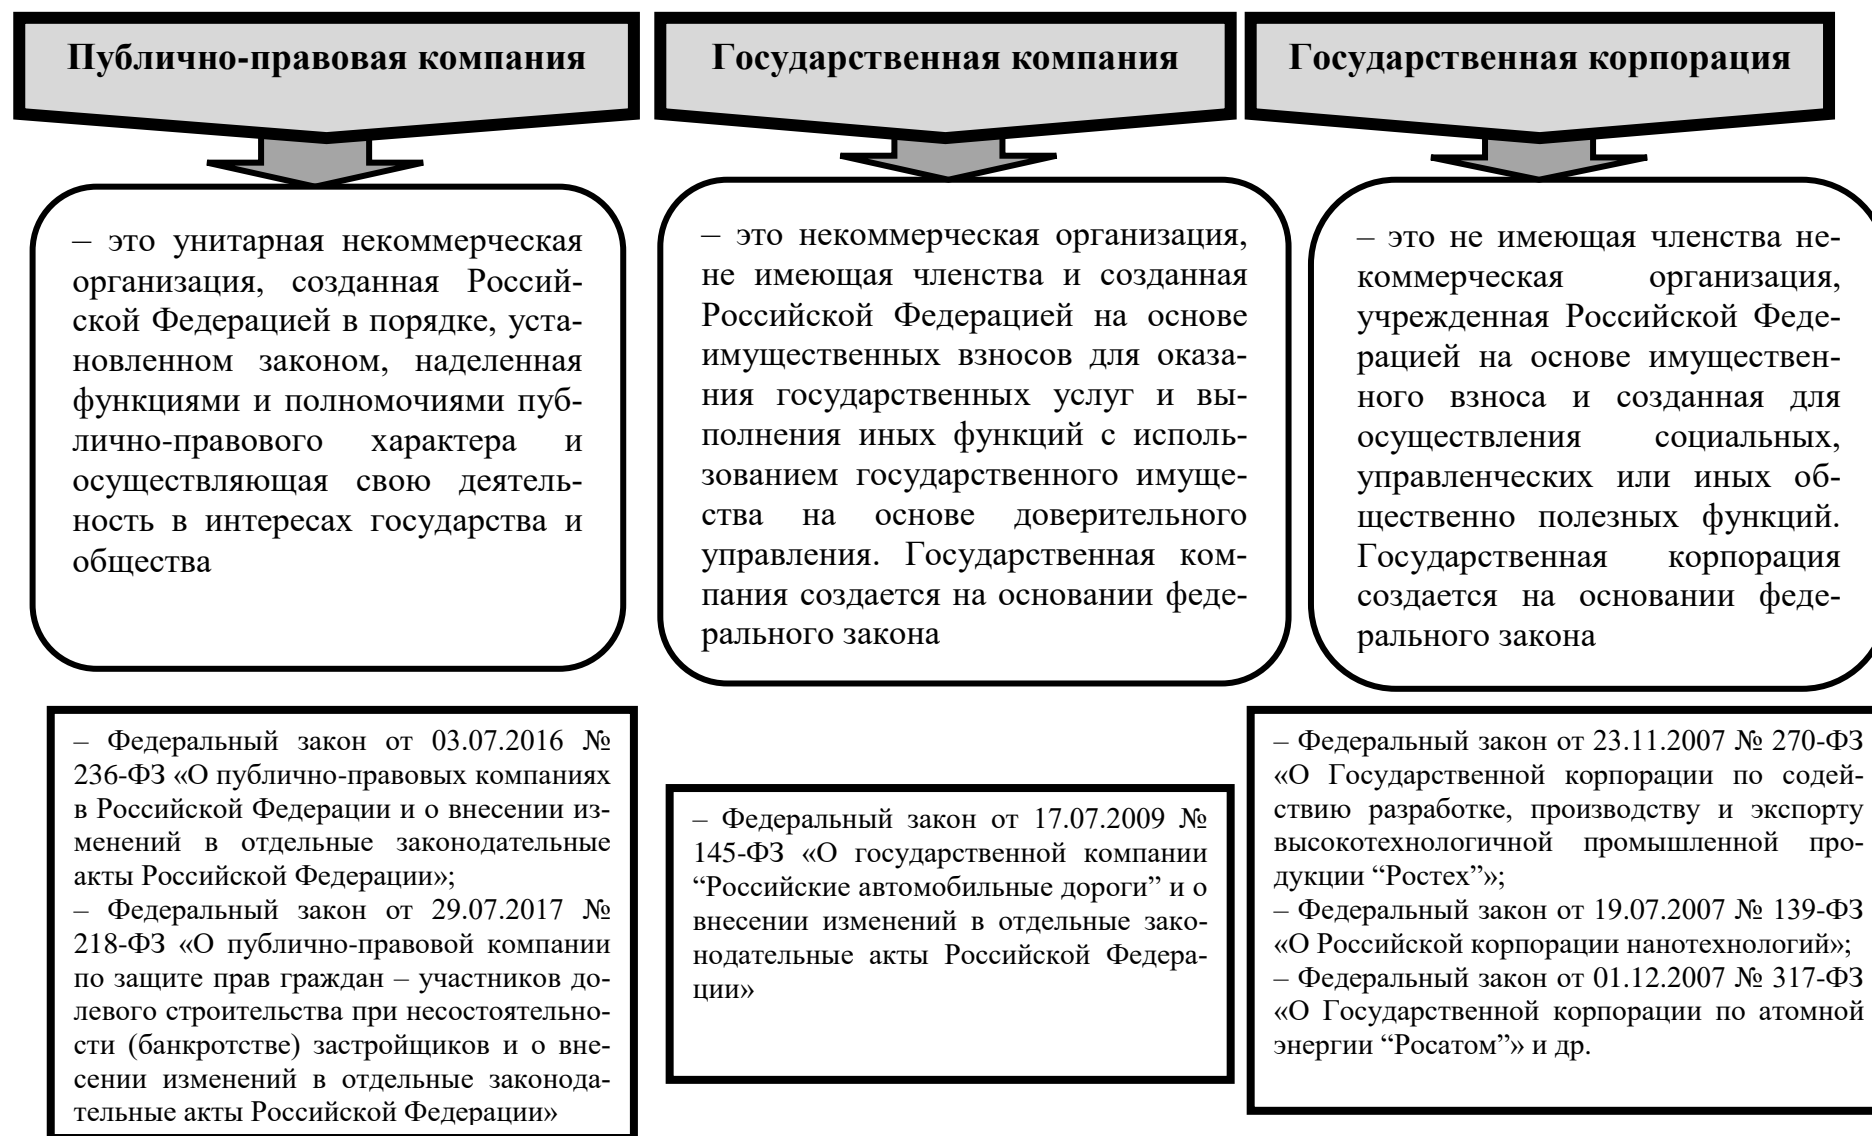 Публично-правовая компания
– это унитарная некоммерческая
организация, созданная Россий-
ской Федерацией в порядке, уста-
новленном законом, наделенная
функциями и полномочиями пуб-
лично-правового характера и
осуществляющая свою деятель-
ность в интересах государства и
общества
– Федеральный закон от 03.07.2016 №
236-ФЗ «О публично-правовых компаниях
в Российской Федерации и о внесении из-
менений в отдельные законодательные
акты Российской Федерации»;
– Федеральный закон от 29.07.2017 №
218-ФЗ «О публично-правовой компании
по защите прав граждан – участников до-
левого строительства при несостоятельно-
сти (банкротстве) застройщиков и о вне-
сении изменений в отдельные законода-
тельные акты Российской Федерации»
Государственная компания
– это некоммерческая организация,
не имеющая членства и созданная
Российской Федерацией на основе
имущественных взносов для оказа-
ния государственных услуг и вы-
полнения иных функций с исполь-
зованием государственного имуще-
ства на основе доверительного
управления. Государственная ком-
пания создается на основании феде-
рального закона
– Федеральный закон от 17.07.2009 №
145-ФЗ «О государственной компании
“Российские автомобильные дороги” и о
внесении изменений в отдельные зако-
нодательные акты Российской Федера-
ции»
Государственная корпорация
– это не имеющая членства не-
коммерческая организация,
учрежденная Российской Феде-
рацией на основе имуществен-
ного взноса и созданная для
осуществления социальных,
управленческих или иных об-
щественно полезных функций.
Государственная корпорация
создается на основании феде-
рального закона
– Федеральный закон от 23.11.2007 № 270-ФЗ
«О Государственной корпорации по содей-
ствию разработке, производству и экспорту
высокотехнологичной промышленной про-
дукции “Ростех”»;
– Федеральный закон от 19.07.2007 № 139-ФЗ
«О Российской корпорации нанотехнологий»;
– Федеральный закон от 01.12.2007 № 317-ФЗ
«О Государственной корпорации по атомной
энергии “Росатом”» и др.